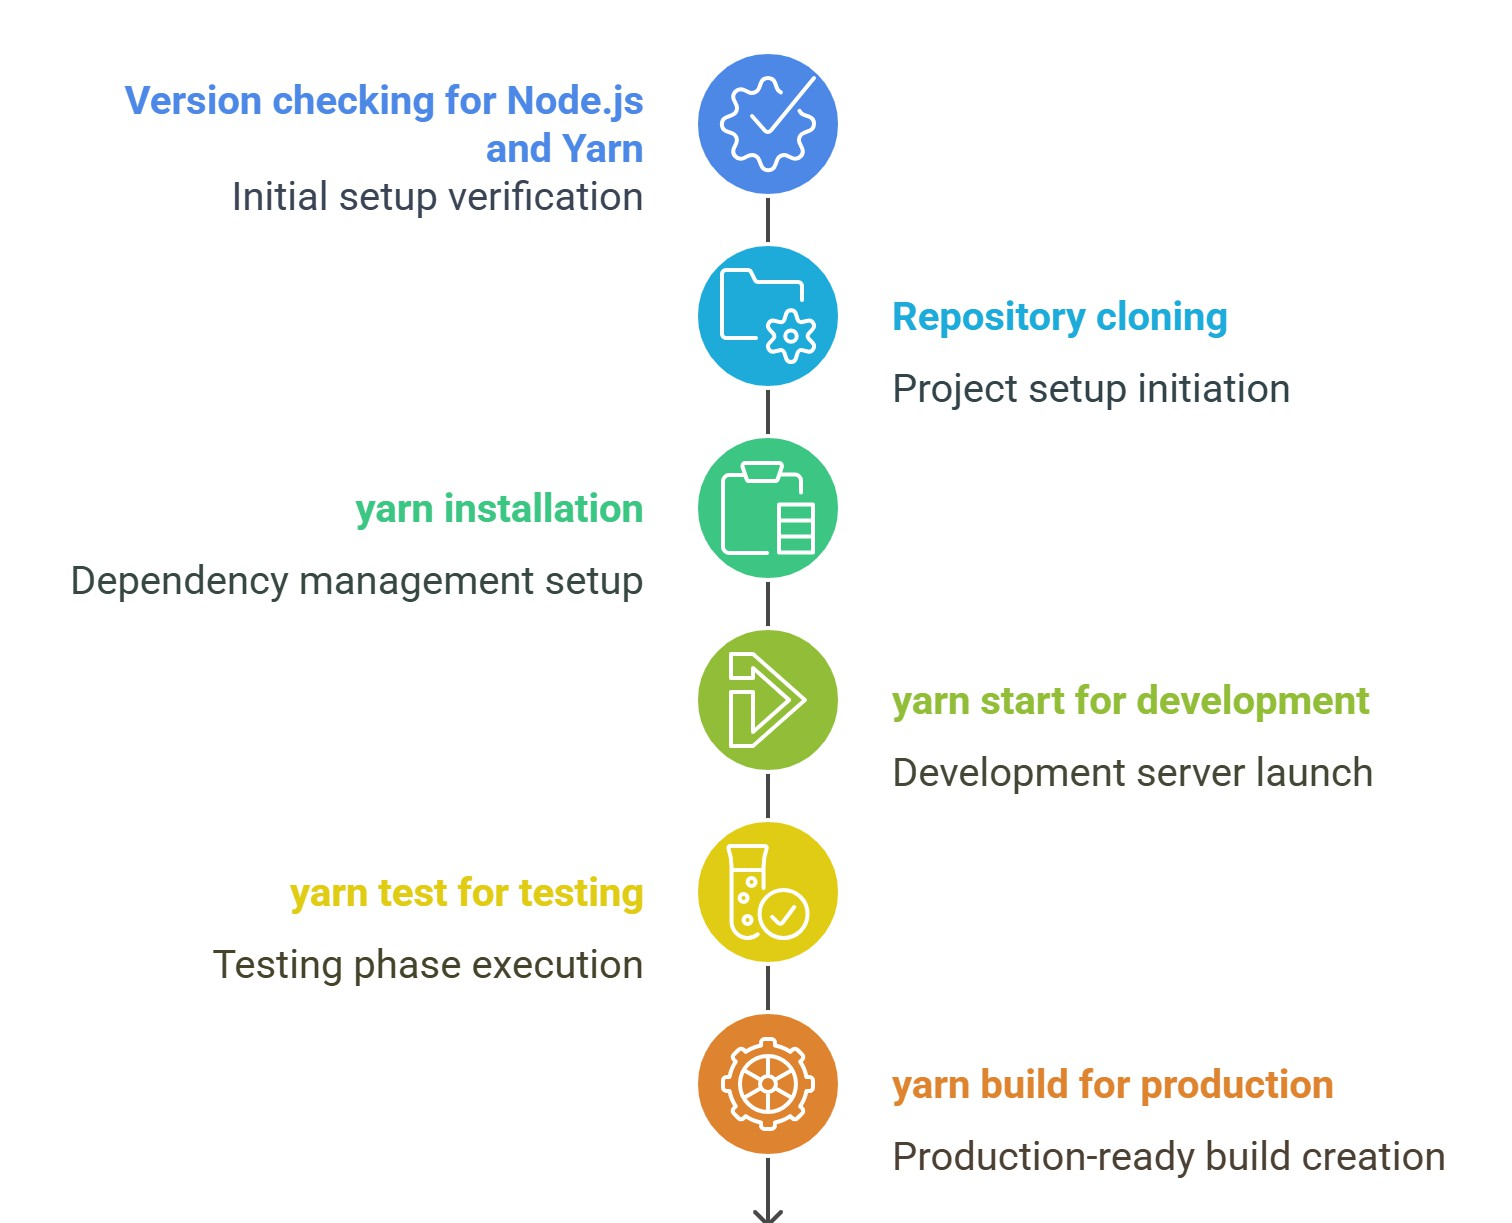 Version checking for Node.js
and Yarn
Initial setup verification
Repository cloning
Project setup initiation
yarn installation
Dependency management setup
yarn start for development
Development server launch
yarn test for testing
Testing phase execution
yarn build for production
Production-ready build creation